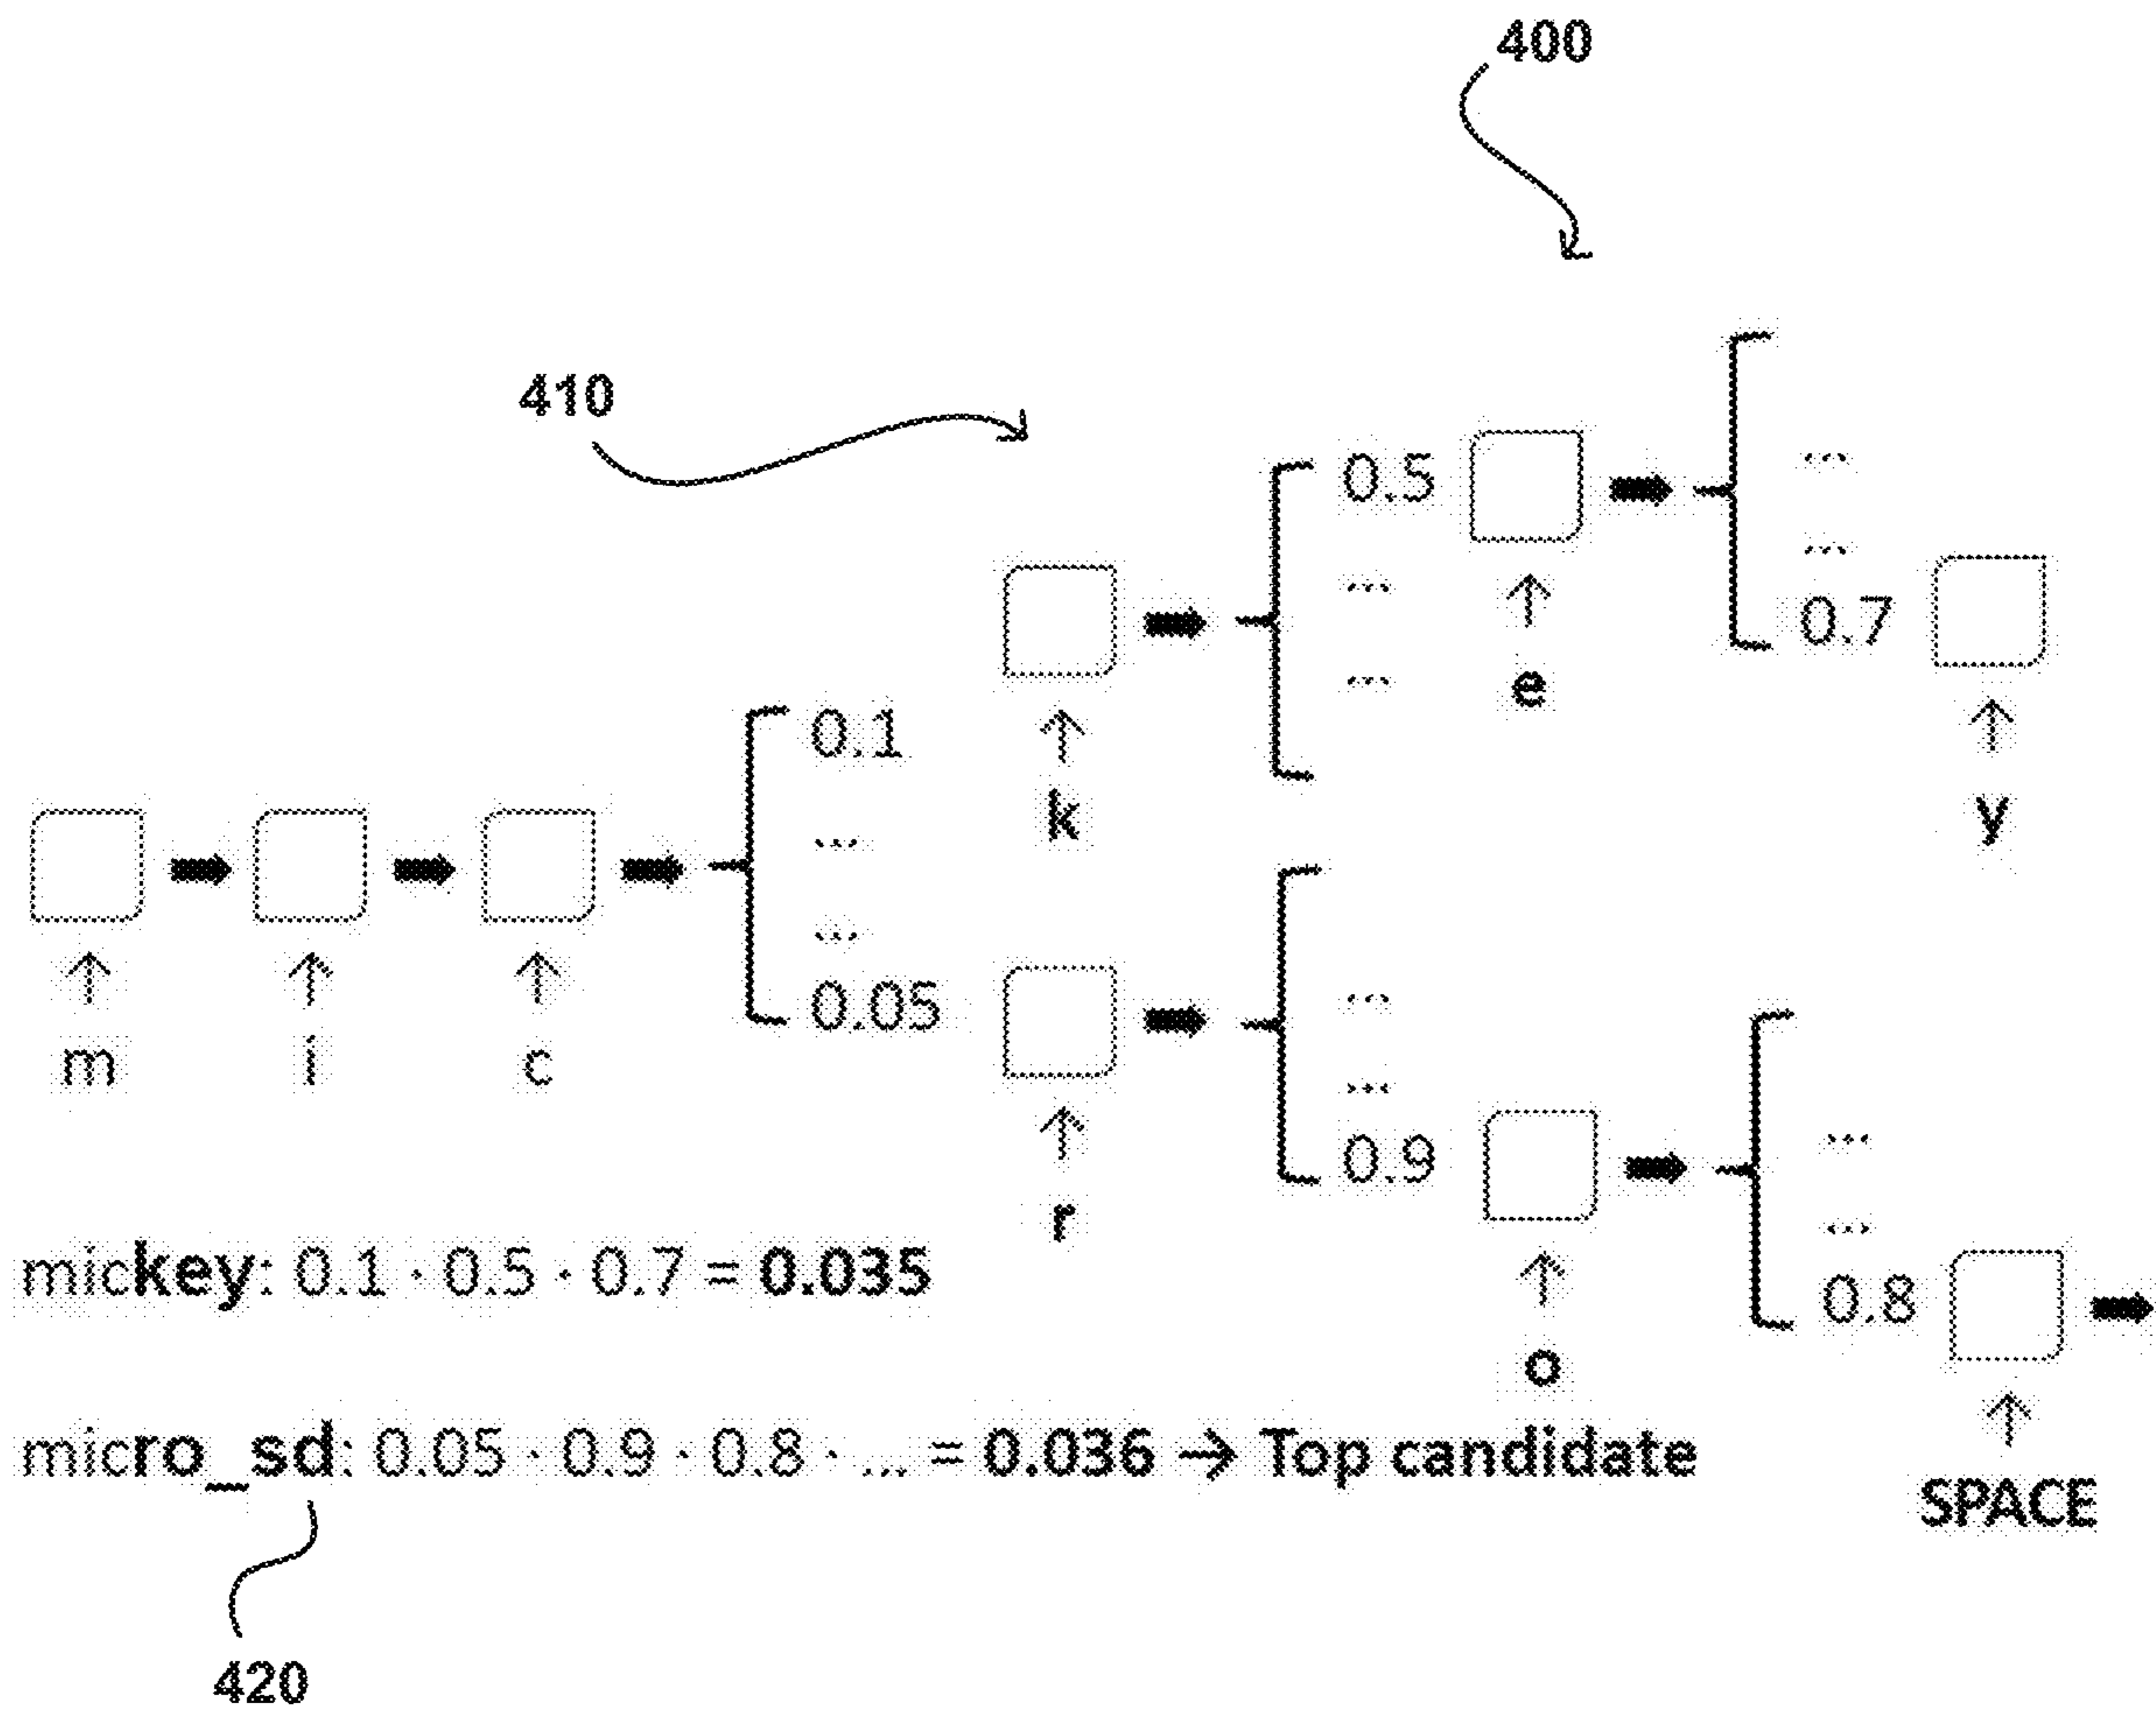 400
410
0.5
...
...
e
...
...
0.7
y
k
0.1
...
...
0.05
m
i
c
r
...
...
0.9
o
...
...
0.8
SPACE
mickey: 0.1 · 0.5 · 0.7 = 0.035
micro_sd: 0.05 · 0.9 · 0.8 · ... = 0.036 → Top candidate
420